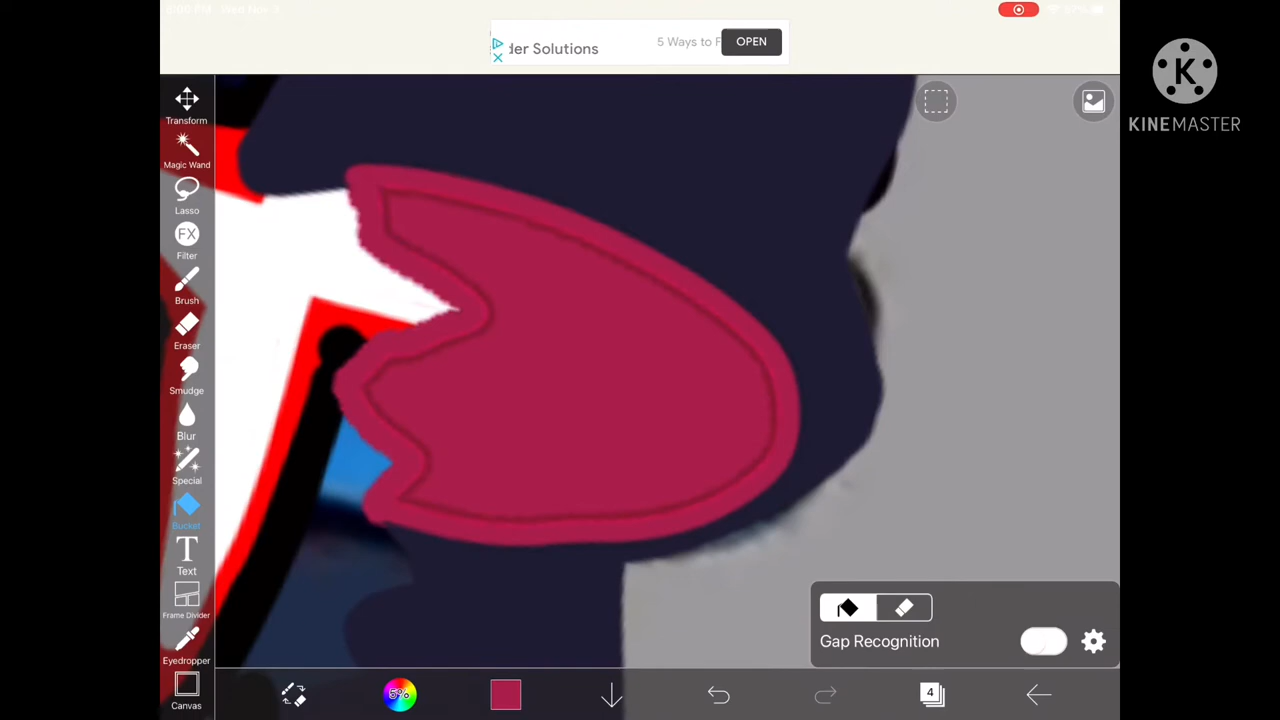 der Solutions
5 Ways to F
OPEN
KINEMASTER
Transform
Magic Wand
Lasso
FX
Filter
Brush
Eraser
Smudge
Blur
Special
Bucket
T
Text
Frame Divider
Eyedropper
Canvas
Gap Recognition
5%
4
K